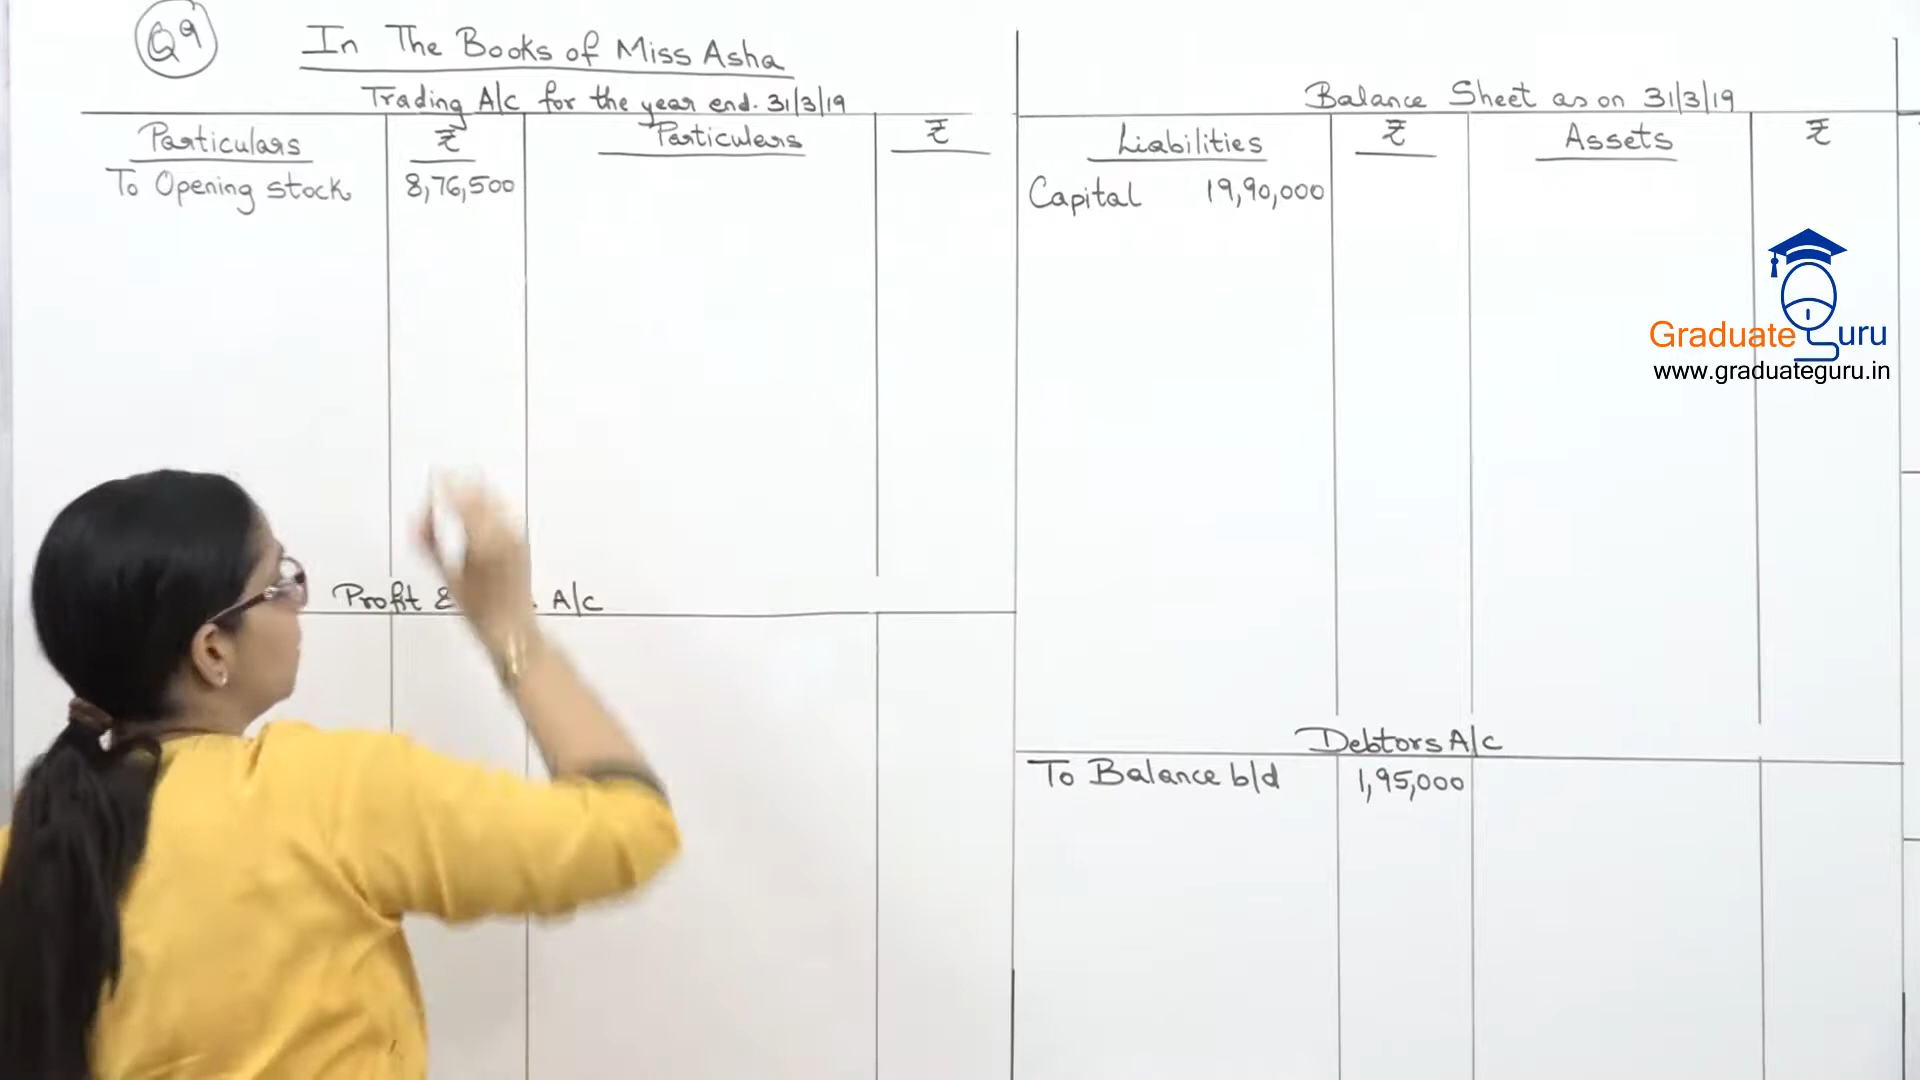 Q9
In The Books of Miss Asha
Trading A/c for the year end. 31/3/19
Particulars ₹ Particulars ₹
To Opening stock 8,76,500
Profit & A/c
Balance Sheet as on 31/3/19
Liabilities ₹ Assets ₹
Capital 19,90,000
Graduate Guru
www.graduateguru.in
Debtors A/c
To Balance b/d 1,95,000